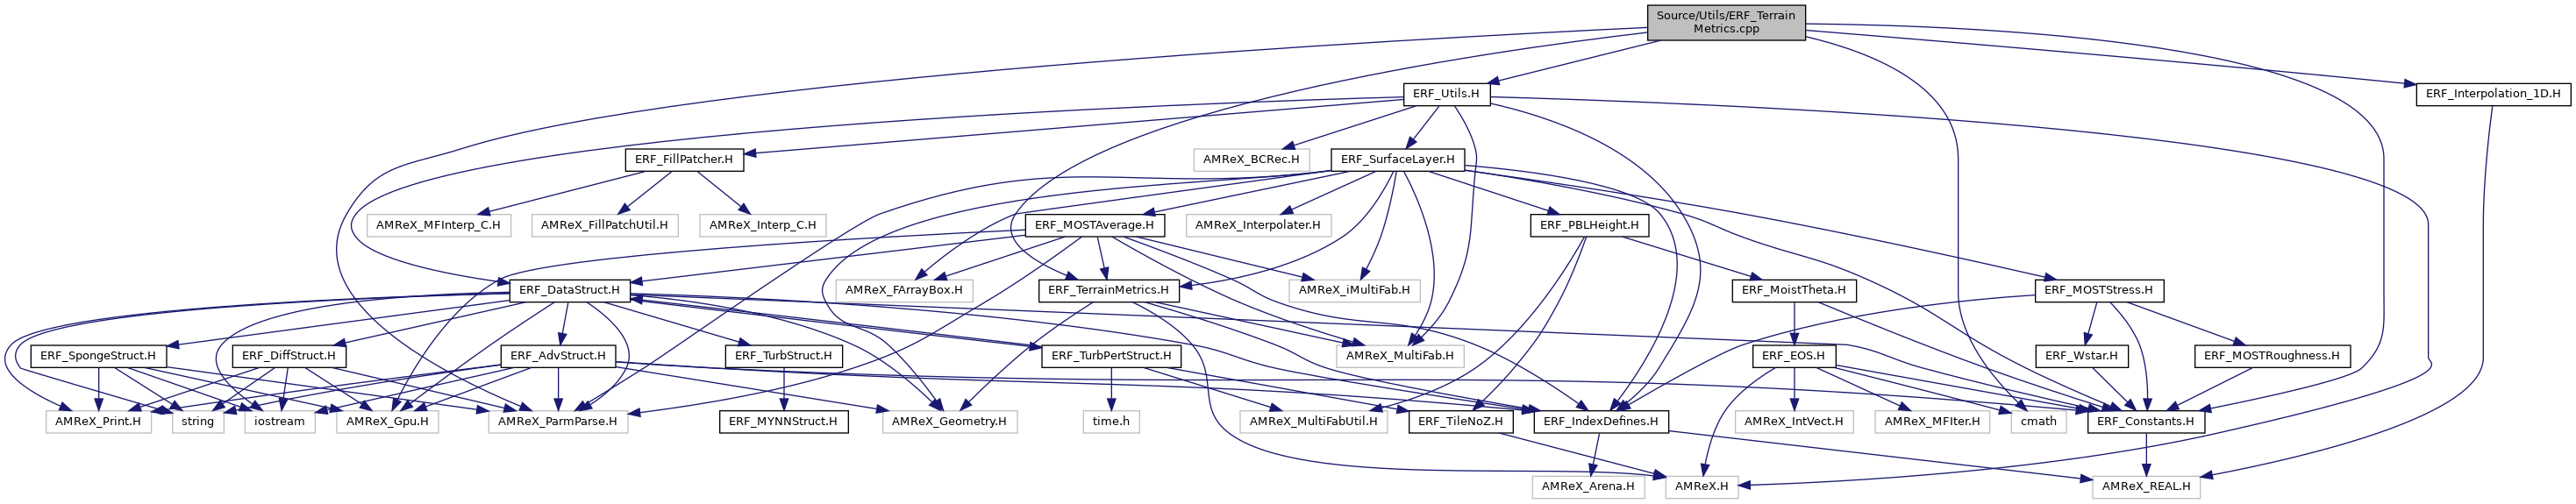 Source/Utils/ERF_Terrain
Metrics.cpp
ERF_Utils.H
ERF_Interpolation_1D.H
ERF_FillPatcher.H
AMReX_BCRec.H
ERF_SurfaceLayer.H
AMReX_MFInterp_C.H
AMReX_FillPatchUtil.H
AMReX_Interp_C.H
ERF_MOSTAverage.H
AMReX_Interpolater.H
ERF_PBLHeight.H
ERF_DataStruct.H
AMReX_FArrayBox.H
ERF_TerrainMetrics.H
AMReX_iMultiFab.H
ERF_MoistTheta.H
ERF_MOSTStress.H
ERF_SpongeStruct.H
ERF_DiffStruct.H
ERF_AdvStruct.H
ERF_TurbStruct.H
ERF_TurbPertStruct.H
AMReX_MultiFab.H
ERF_EOS.H
ERF_Wstar.H
ERF_MOSTRoughness.H
AMReX_Print.H
string
iostream
AMReX_Gpu.H
AMReX_ParmParse.H
ERF_MYNNStruct.H
AMReX_Geometry.H
time.h
AMReX_MultiFabUtil.H
ERF_TileNoZ.H
ERF_IndexDefines.H
AMReX_IntVect.H
AMReX_MFIter.H
cmath
ERF_Constants.H
AMReX_Arena.H
AMReX.H
AMReX_REAL.H